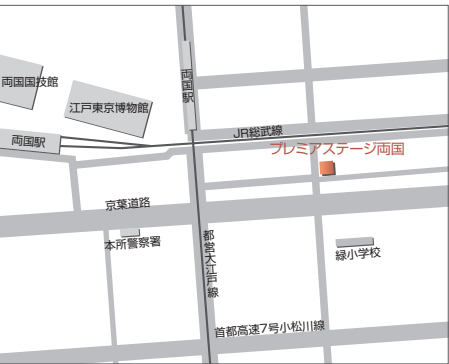 両国国技館
両国駅
江戸東京博物館
両国駅
JR総武線
プレミアステージ両国
京葉道路
本所警察署
都営大江戸線
緑小学校
首都高速7号小松川線